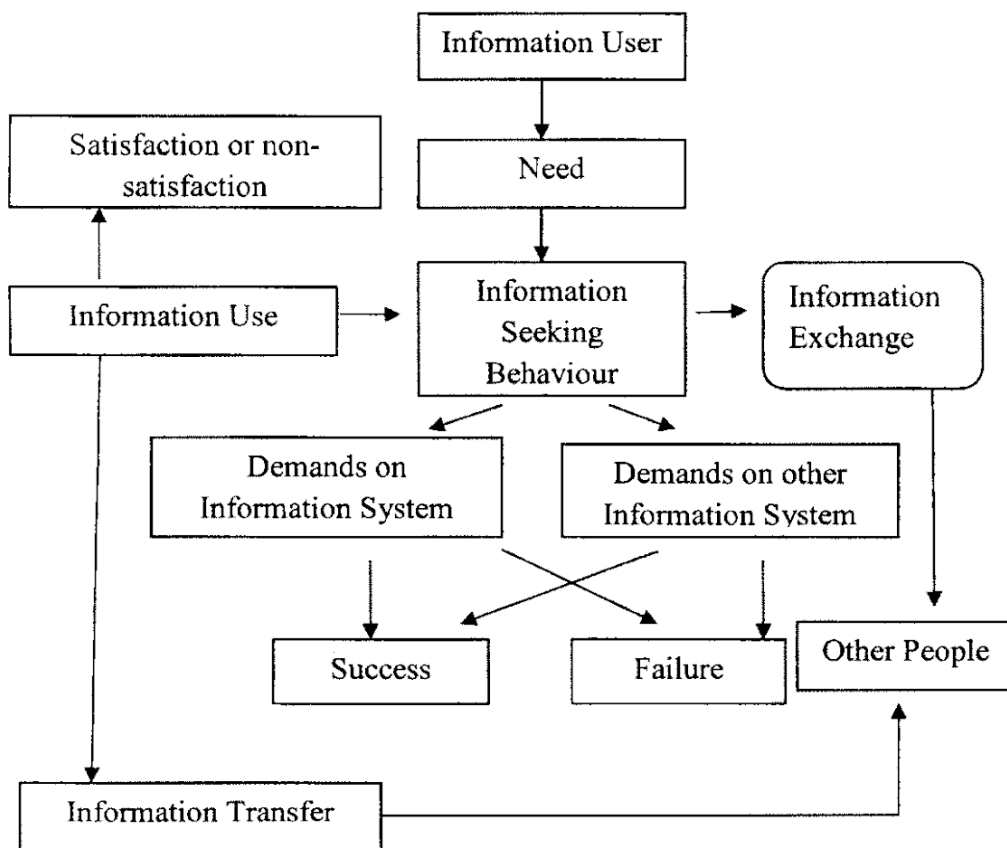 Information User
Satisfaction or non-
satisfaction
Need
Information Use
Information
Seeking
Behaviour
Information
Exchange
Demands on
Information System
Demands on other
Information System
Success
Failure
Other People
Information Transfer